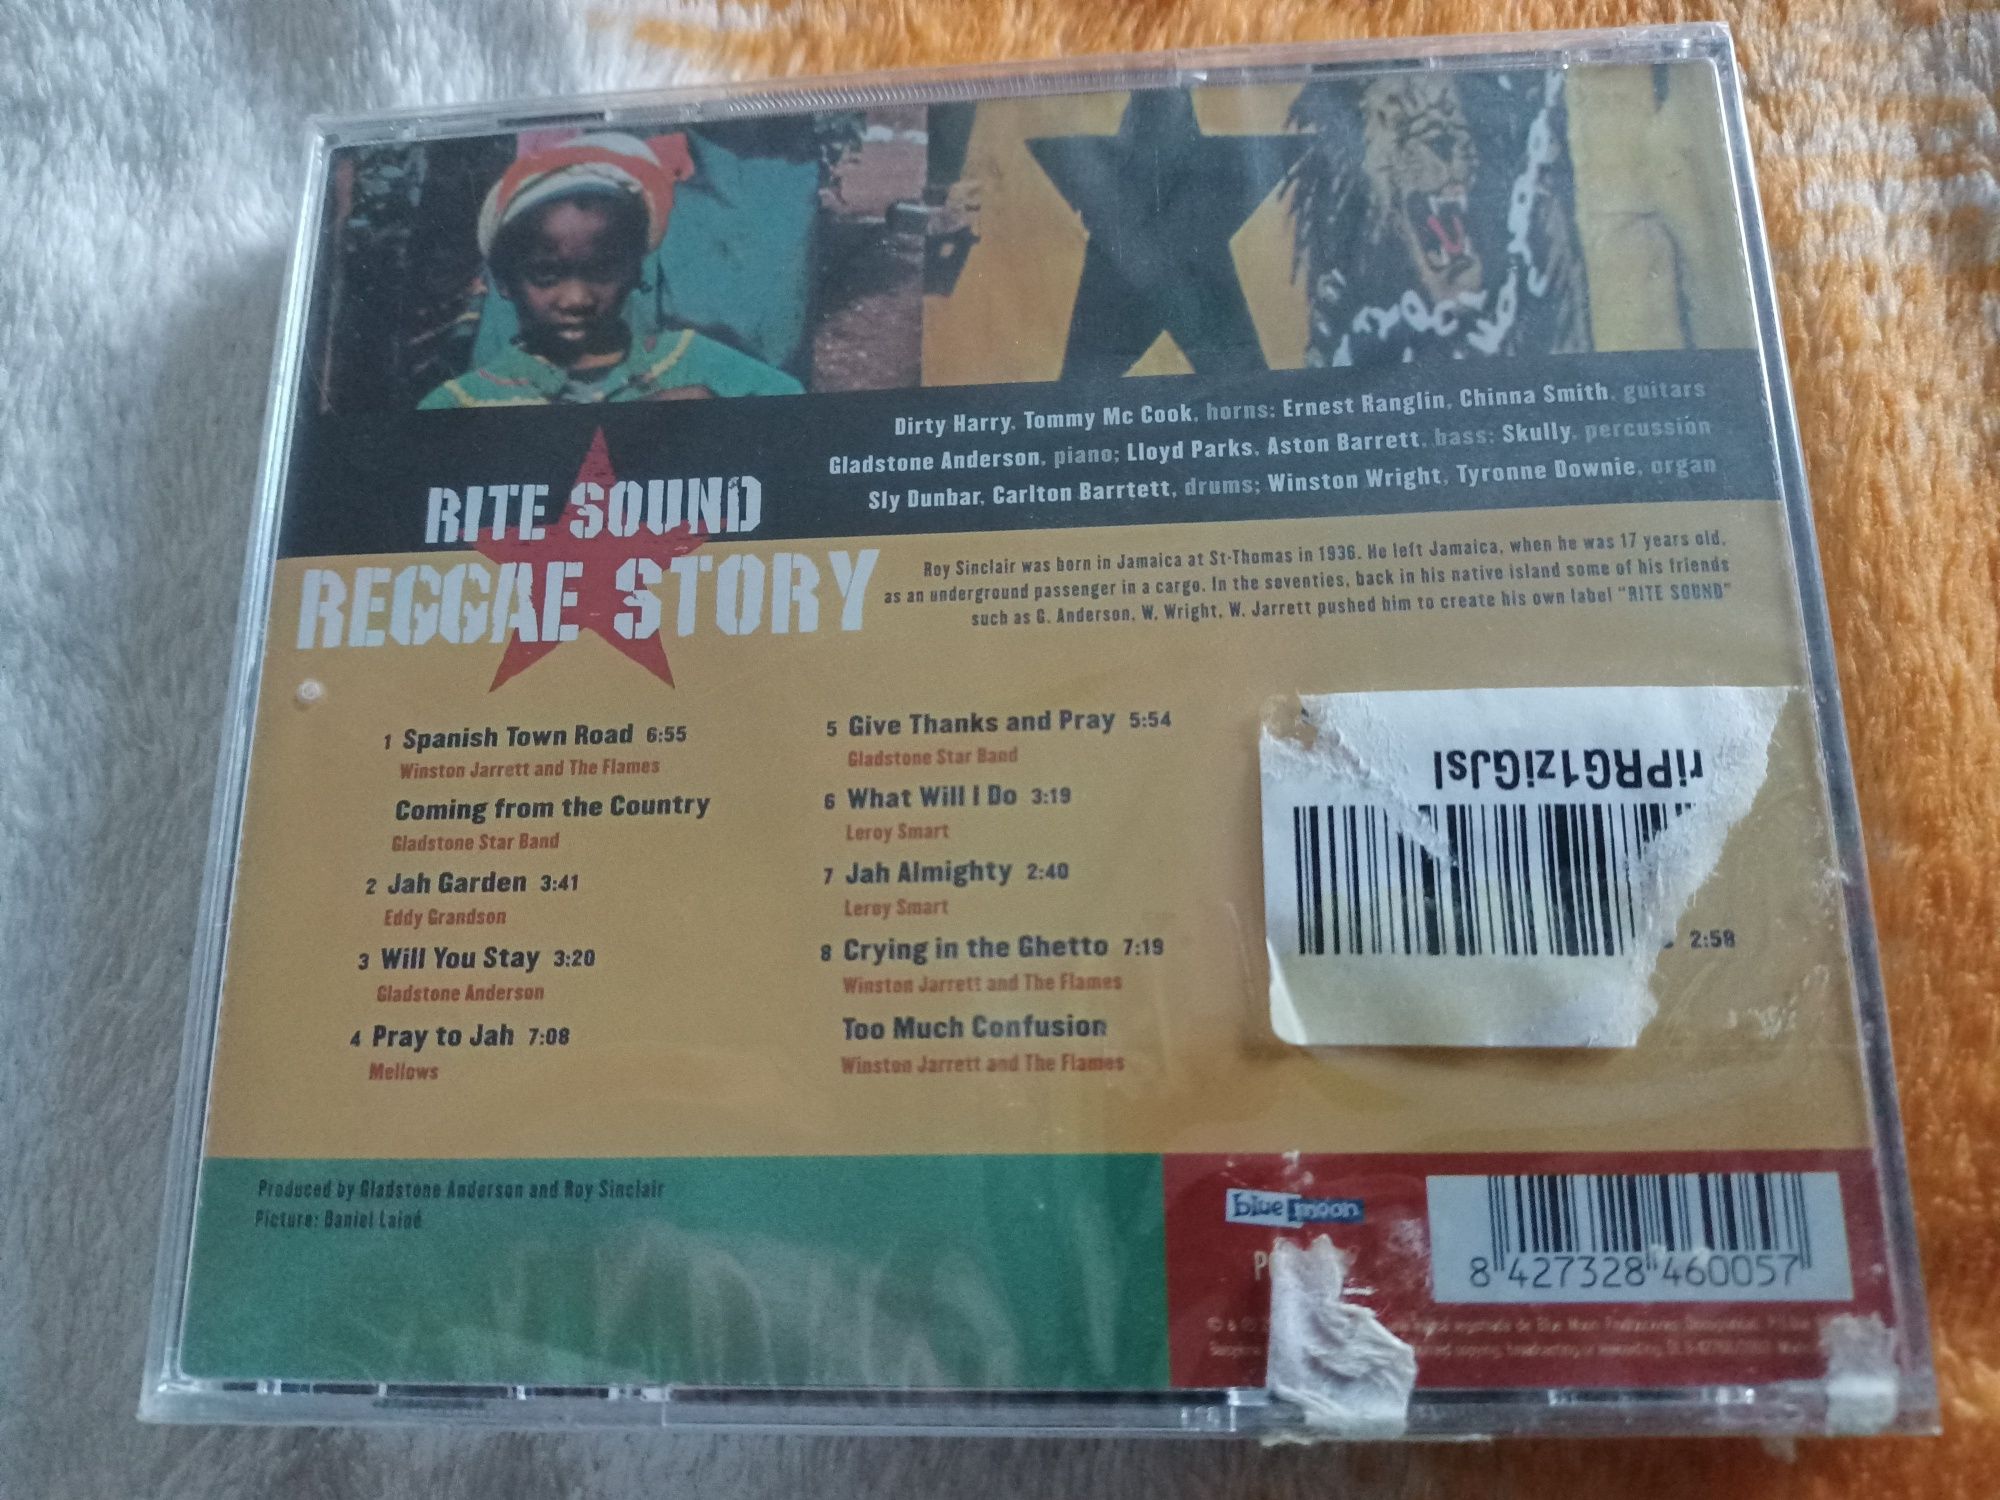 Dirty Harry, Tommy Mc Cook, horns; Ernest Ranglin, Chinna Smith, guitars
Gladstone Anderson, piano; Lloyd Parks, Aston Barrett, bass; Skully, percussion
Sly Dunbar, Carlton Barrtett, drums; Winston Wright, Tyronne Downie, organ
RITE SOUND
REGGAE STORY
Roy Sinclair was born in Jamaica at St-Thomas in 1936. He left Jamaica, when he was 17 years old,
as an underground passenger in a cargo. In the seventies, back in his native island some of his friends
such as G. Anderson, W. Wright, W. Jarrett pushed him to create his own label "RITE SOUND"
1 Spanish Town Road 6:55
Winston Jarrett and The Flames
Coming from the Country
Gladstone Star Band
2 Jah Garden 3:41
Eddy Grandson
3 Will You Stay 3:20
Gladstone Anderson
4 Pray to Jah 7:08
Mellows
5 Give Thanks and Pray 5:54
Gladstone Star Band
6 What Will I Do 3:19
Leroy Smart
7 Jah Almighty 2:40
Leroy Smart
8 Crying in the Ghetto 7:19
Winston Jarrett and The Flames
Too Much Confusion
Winston Jarrett and The Flames
riPRG1ziGJsI
2:58
Produced by Gladstone Anderson and Roy Sinclair
Picture: Daniel Lainé
blue moon
8 427328 460057